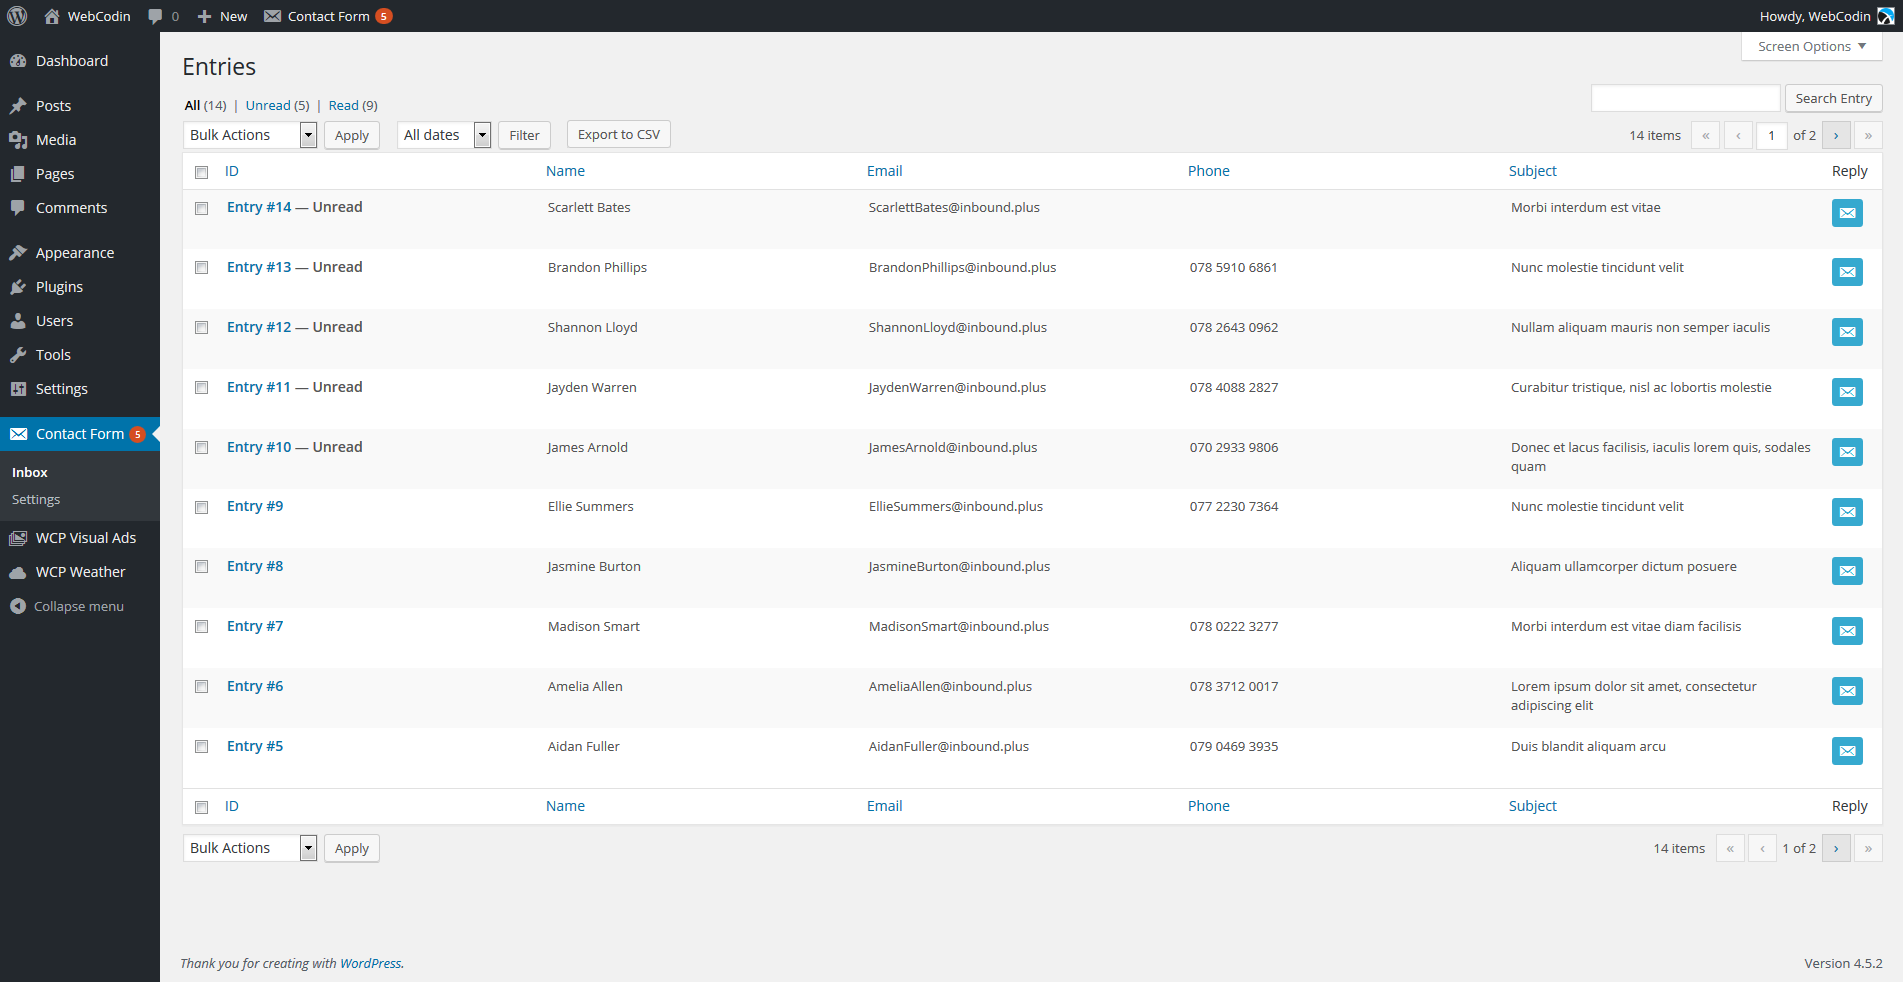 WebCodin 0 New Contact Form 5 Howdy, WebCodin
Screen Options
Dashboard
Posts
Media
Pages
Comments
Appearance
Plugins
Users
Tools
Settings
Contact Form 5
Inbox
Settings
WCP Visual Ads
WCP Weather
Collapse menu
Entries
All (14) | Unread (5) | Read (9)
Search Entry
Bulk Actions Apply All dates Filter Export to CSV 14 items « ‹ 1 of 2 › »
ID Name Email Phone Subject Reply
Entry #14 — Unread Scarlett Bates ScarlettBates@inbound.plus Morbi interdum est vitae
Entry #13 — Unread Brandon Phillips BrandonPhillips@inbound.plus 078 5910 6861 Nunc molestie tincidunt velit
Entry #12 — Unread Shannon Lloyd ShannonLloyd@inbound.plus 078 2643 0962 Nullam aliquam mauris non semper iaculis
Entry #11 — Unread Jayden Warren JaydenWarren@inbound.plus 078 4088 2827 Curabitur tristique, nisl ac lobortis molestie
Entry #10 — Unread James Arnold JamesArnold@inbound.plus 070 2933 9806 Donec et lacus facilisis, iaculis lorem quis, sodales
quam
Entry #9 Ellie Summers EllieSummers@inbound.plus 077 2230 7364 Nunc molestie tincidunt velit
Entry #8 Jasmine Burton JasmineBurton@inbound.plus Aliquam ullamcorper dictum posuere
Entry #7 Madison Smart MadisonSmart@inbound.plus 078 0222 3277 Morbi interdum est vitae diam facilisis
Entry #6 Amelia Allen AmeliaAllen@inbound.plus 078 3712 0017 Lorem ipsum dolor sit amet, consectetur
adipiscing elit
Entry #5 Aidan Fuller AidanFuller@inbound.plus 079 0469 3935 Duis blandit aliquam arcu
ID Name Email Phone Subject Reply
Bulk Actions Apply 14 items « ‹ 1 of 2 › »
Thank you for creating with WordPress. Version 4.5.2